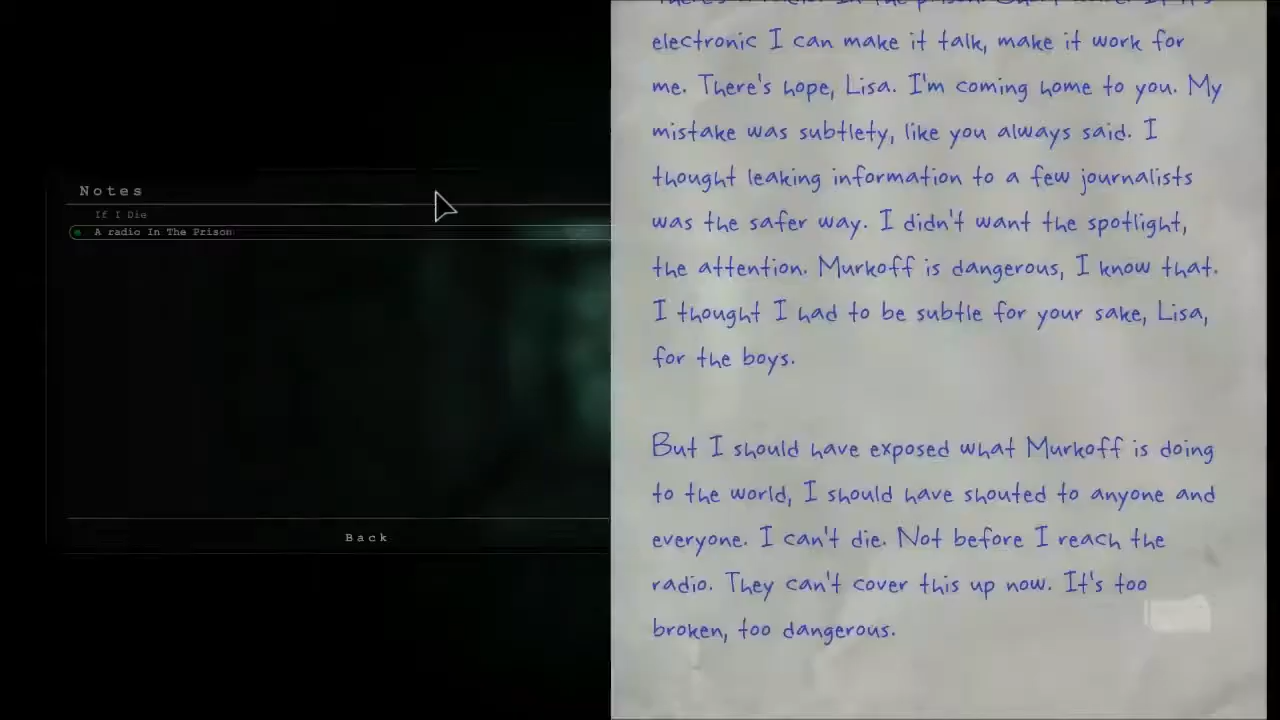 Notes
If I Die
A radio In The Prison
Back
electronic I can make it talk, make it work for
me. There's hope, Lisa. I'm coming home to you. My
mistake was subtlety, like you always said. I
thought leaking information to a few journalists
was the safer way. I didn't want the spotlight,
the attention. Murkoff is dangerous, I know that.
I thought I had to be subtle for your sake, Lisa,
for the boys.
But I should have exposed what Murkoff is doing
to the world, I should have shouted to anyone and
everyone. I can't die. Not before I reach the
radio. They can't cover this up now. It's too
broken, too dangerous.